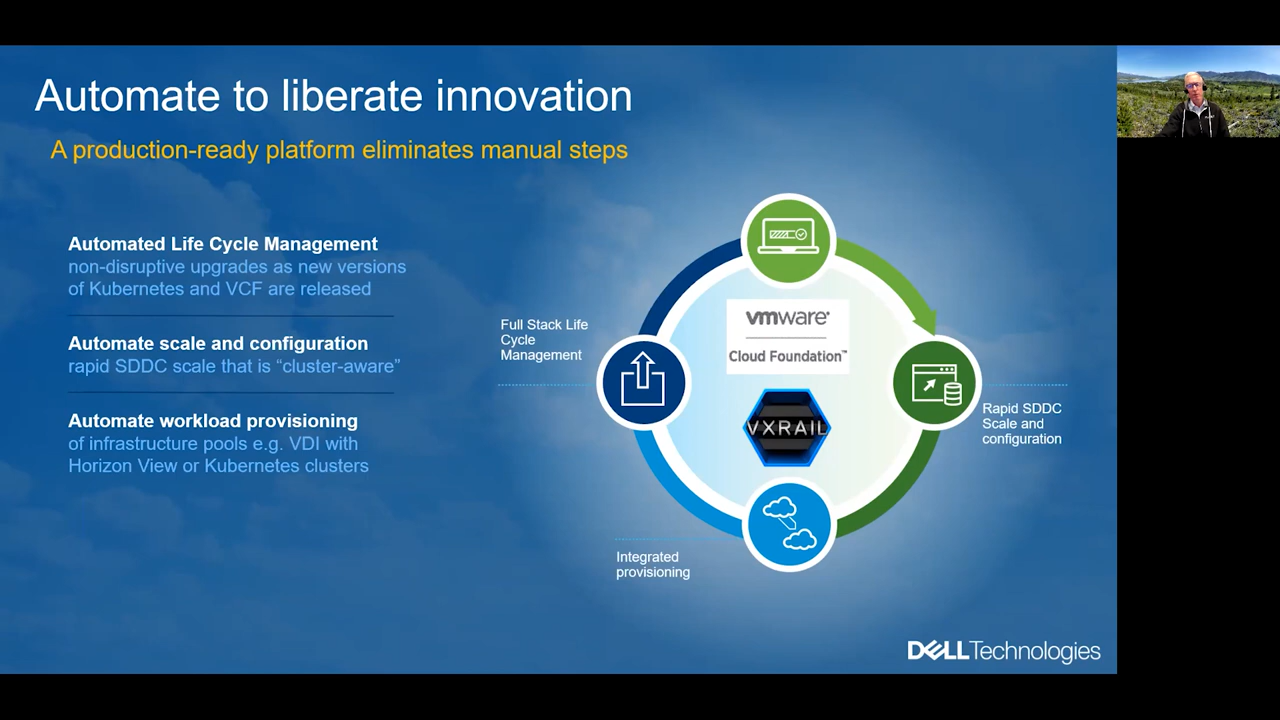 Automate to liberate innovation
A production-ready platform eliminates manual steps
Automated Life Cycle Management
non-disruptive upgrades as new versions
of Kubernetes and VCF are released
Automate scale and configuration
rapid SDDC scale that is “cluster-aware”
Automate workload provisioning
of infrastructure pools e.g. VDI with
Horizon View or Kubernetes clusters
Full Stack Life
Cycle
Management
vmware®
Cloud Foundation™
VXRAIL
Rapid SDDC
Scale and
configuration
Integrated
provisioning
DELLTechnologies